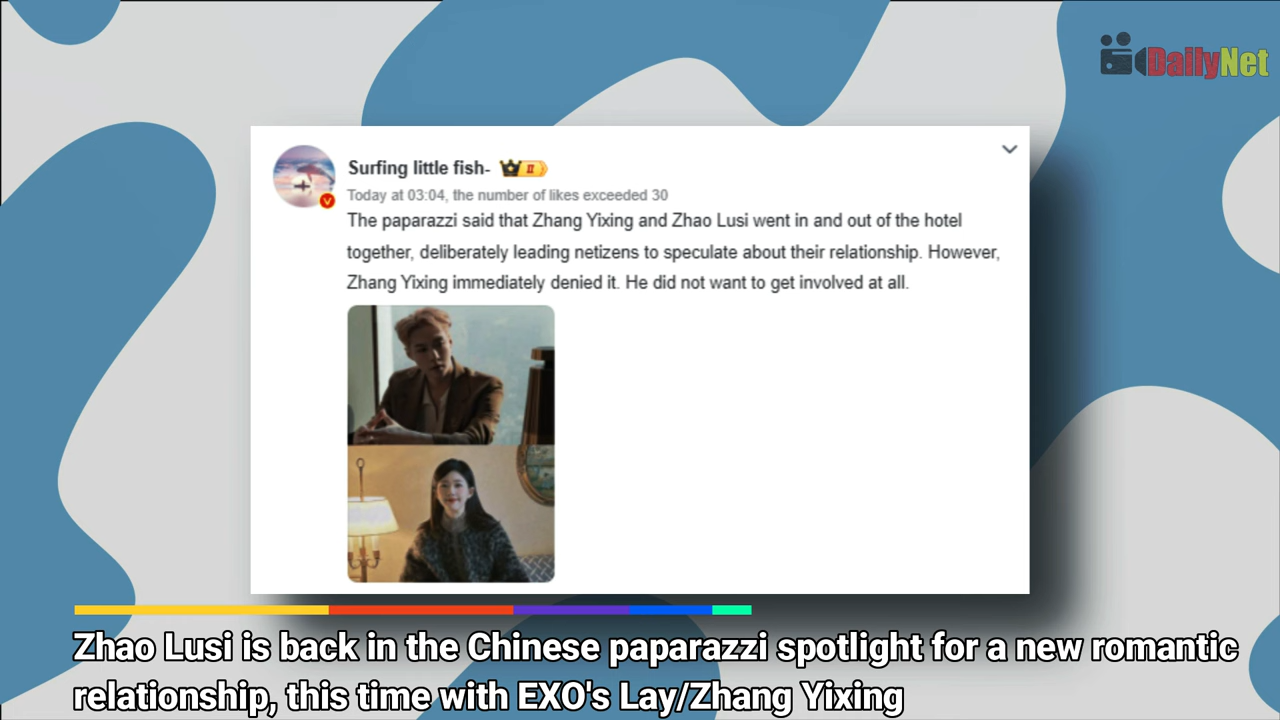 DailyNet
Surfing little fish-
II
V
Today at 03:04, the number of likes exceeded 30
The paparazzi said that Zhang Yixing and Zhao Lusi went in and out of the hotel
together, deliberately leading netizens to speculate about their relationship. However,
Zhang Yixing immediately denied it. He did not want to get involved at all.
Zhao Lusi is back in the Chinese paparazzi spotlight for a new romantic
relationship, this time with EXO's Lay/Zhang Yixing